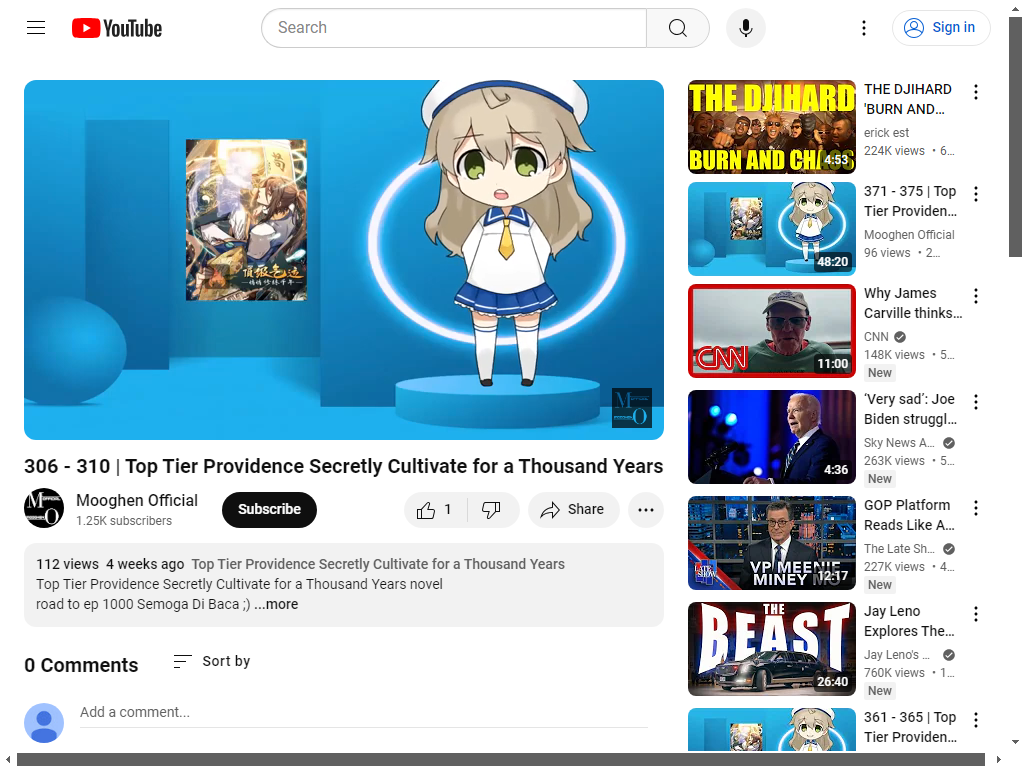 YouTube
Search
Sign in
306 - 310 | Top Tier Providence Secretly Cultivate for a Thousand Years
Mooghen Official
1.25K subscribers
Subscribe
1
Share
112 views 4 weeks ago Top Tier Providence Secretly Cultivate for a Thousand Years
Top Tier Providence Secretly Cultivate for a Thousand Years novel
road to ep 1000 Semoga Di Baca ;) ...more
0 Comments
Sort by
Add a comment...
THE DJIHARD
BURN AND CHAOS
4:53
THE DJIHARD
'BURN AND…
erick est
224K views • 6…
48:20
371 - 375 | Top
Tier Providen…
Mooghen Official
96 views • 2…
CNN
11:00
Why James
Carville thinks…
CNN
148K views • 5…
New
4:36
‘Very sad’: Joe
Biden struggl…
Sky News A…
263K views • 5…
New
LATE SHOW
VP MEENIE
MINEY MO
12:17
GOP Platform
Reads Like A…
The Late Sh…
227K views • 4…
New
THE
BEAST
26:40
Jay Leno
Explores The…
Jay Leno's …
760K views • 1…
New
361 - 365 | Top
Tier Providen…